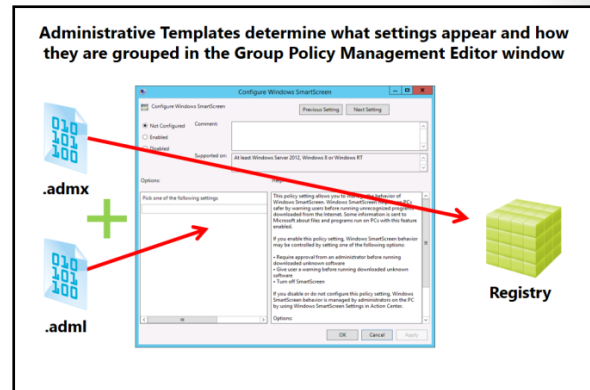 Administrative Templates determine what settings appear and how
they are grouped in the Group Policy Management Editor window
Configure Windows SmartScreen
Configure Windows SmartScreen
Previous Setting Next Setting
Not Configured
Comment:
Enabled
Disabled
Supported on:
At least Windows Server 2012, Windows 8 or Windows RT
Options:
Pick one of the following settings
This policy setting allows you to the behavior of
Windows SmartScreen. Windows SmartScreen PCs
safer by warning users before running unrecognized programs
downloaded from the Internet. Some information is sent to
Microsoft about files and programs run on PCs with this feature
enabled.
If you enable this policy setting, Windows SmartScreen behavior
may be controlled by setting one of the following options:
• Require approval from an administrator before running
downloaded unknown software
• Give user a warning before running downloaded unknown
software
• Turn off SmartScreen
If you disable or do not configure this policy setting, Windows
SmartScreen behavior is managed by administrators on the PC
by using Windows SmartScreen Settings in Action Center.
Options:
OK Cancel Apply
.admx
.adml
Registry